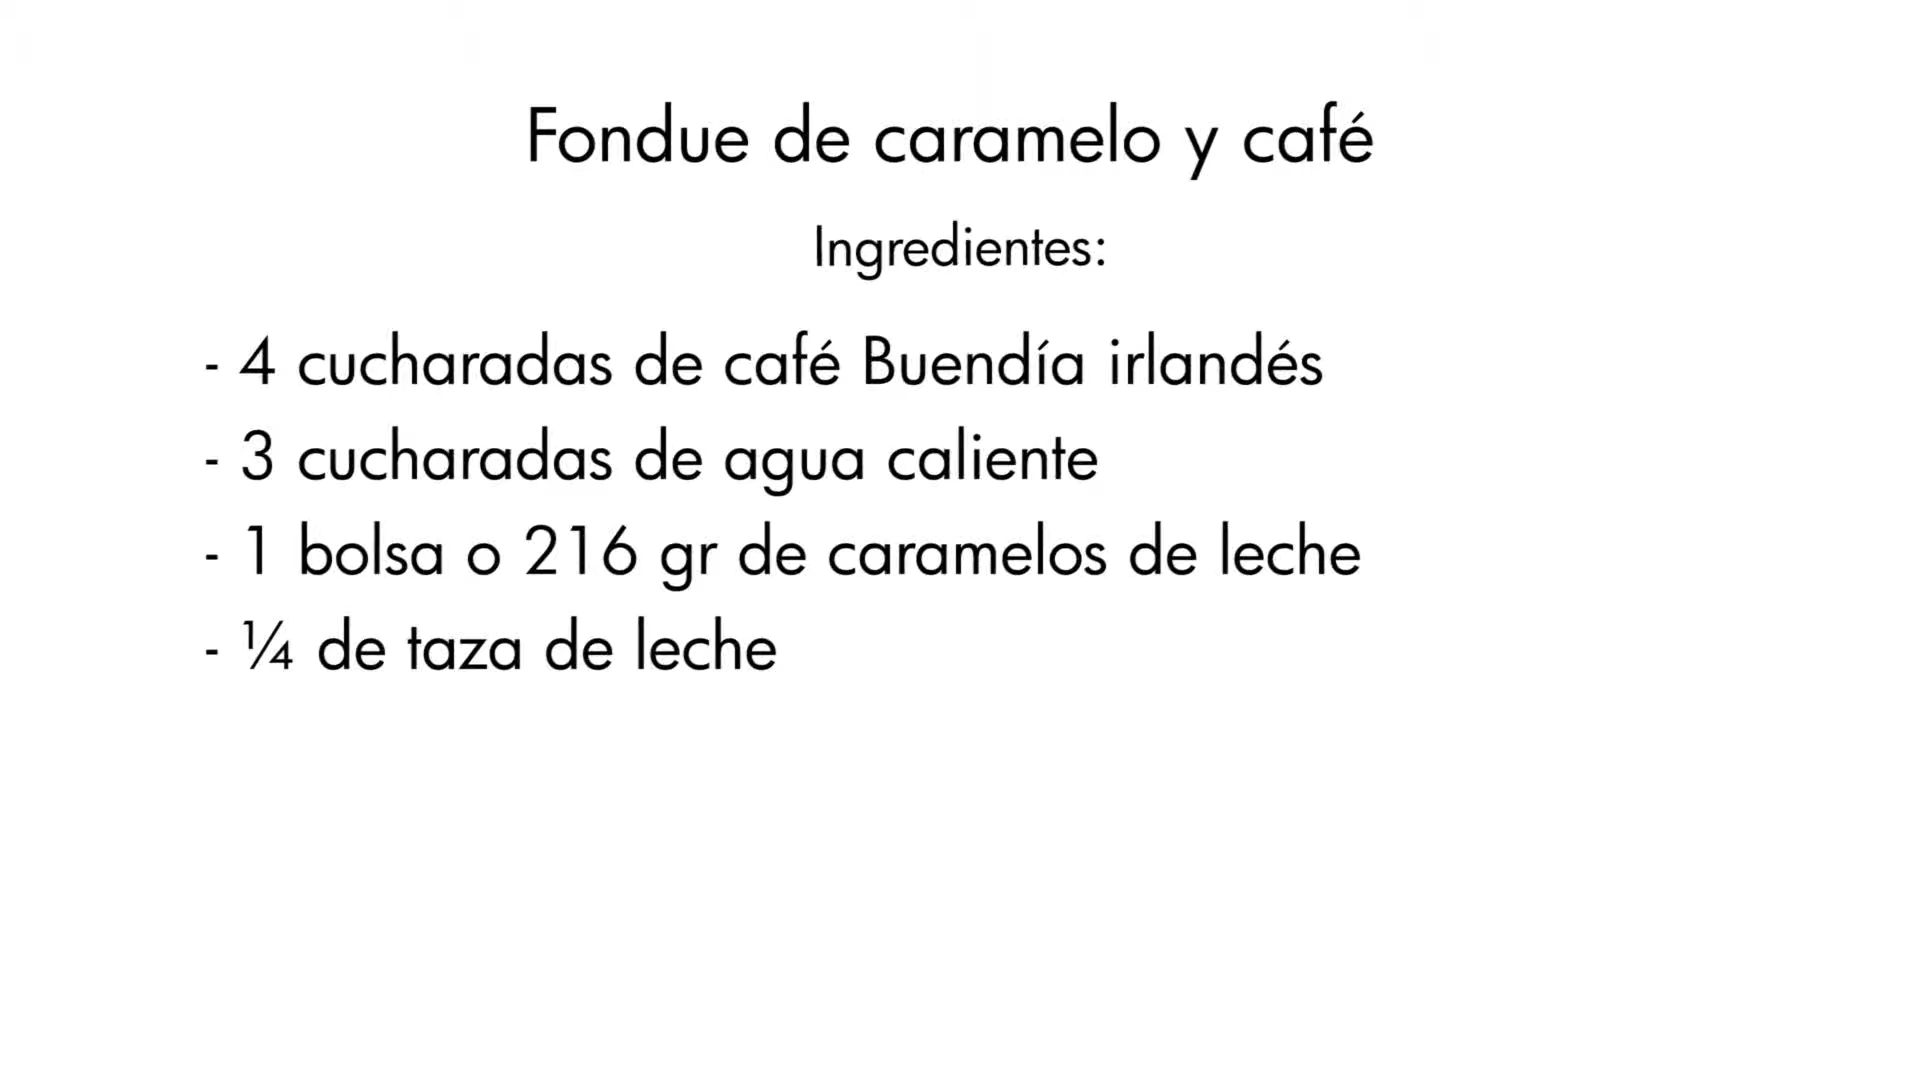 Fondue de caramelo y café
Ingredientes:
- 4 cucharadas de café Buendía irlandés
- 3 cucharadas de agua caliente
- 1 bolsa o 216 gr de caramelos de leche
- ¼ de taza de leche